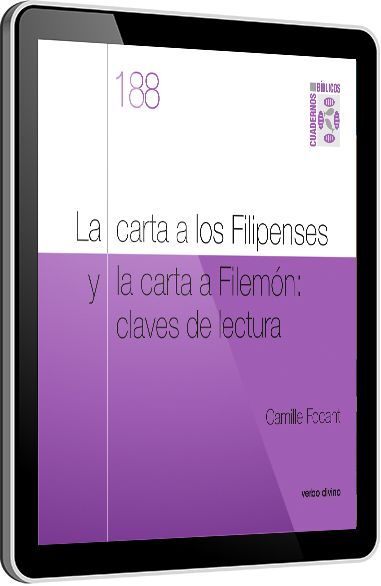 188
CUADERNOS
BÍBLICOS
La carta a los Filipenses
y la carta a Filemón:
claves de lectura
Camille Focant
verbo divino